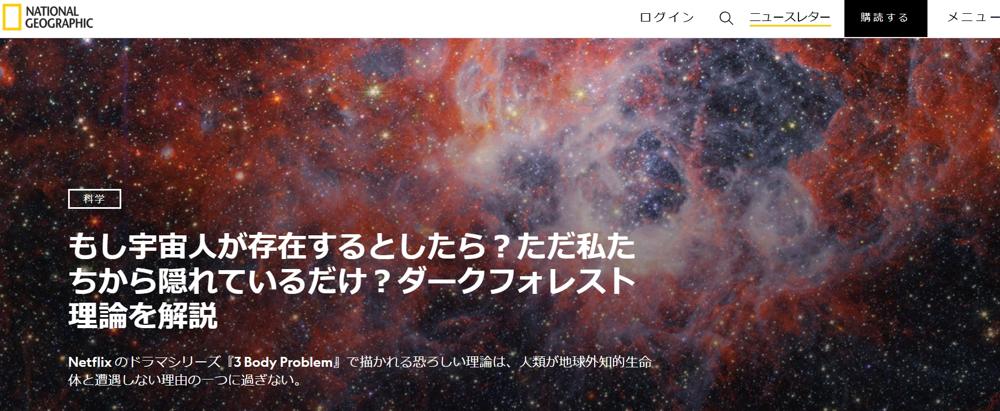 NATIONAL
GEOGRAPHIC
ログイン
ニュースレター
購読する
メニュー
科学
もし宇宙人が存在するとしたら？ただ私た
ちから隠れているだけ？ダークフォレスト
理論を解説
Netflix のドラマシリーズ『3 Body Problem』で描かれる恐ろしい理論は、人類が地球外知的生命
体と遭遇しない理由の一つに過ぎない。